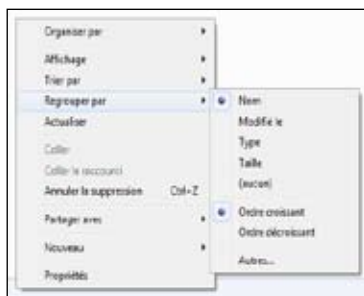 Organiser par
Affichage
Trier par
Regrouper par
Actualiser
Coller
Coller le raccourci
Annuler la suppression Ctrl+Z
Partager avec
Nouveau
Propriétés
Nom
Modifié le
Type
Taille
(aucun)
Ordre croissant
Ordre décroissant
Autres...